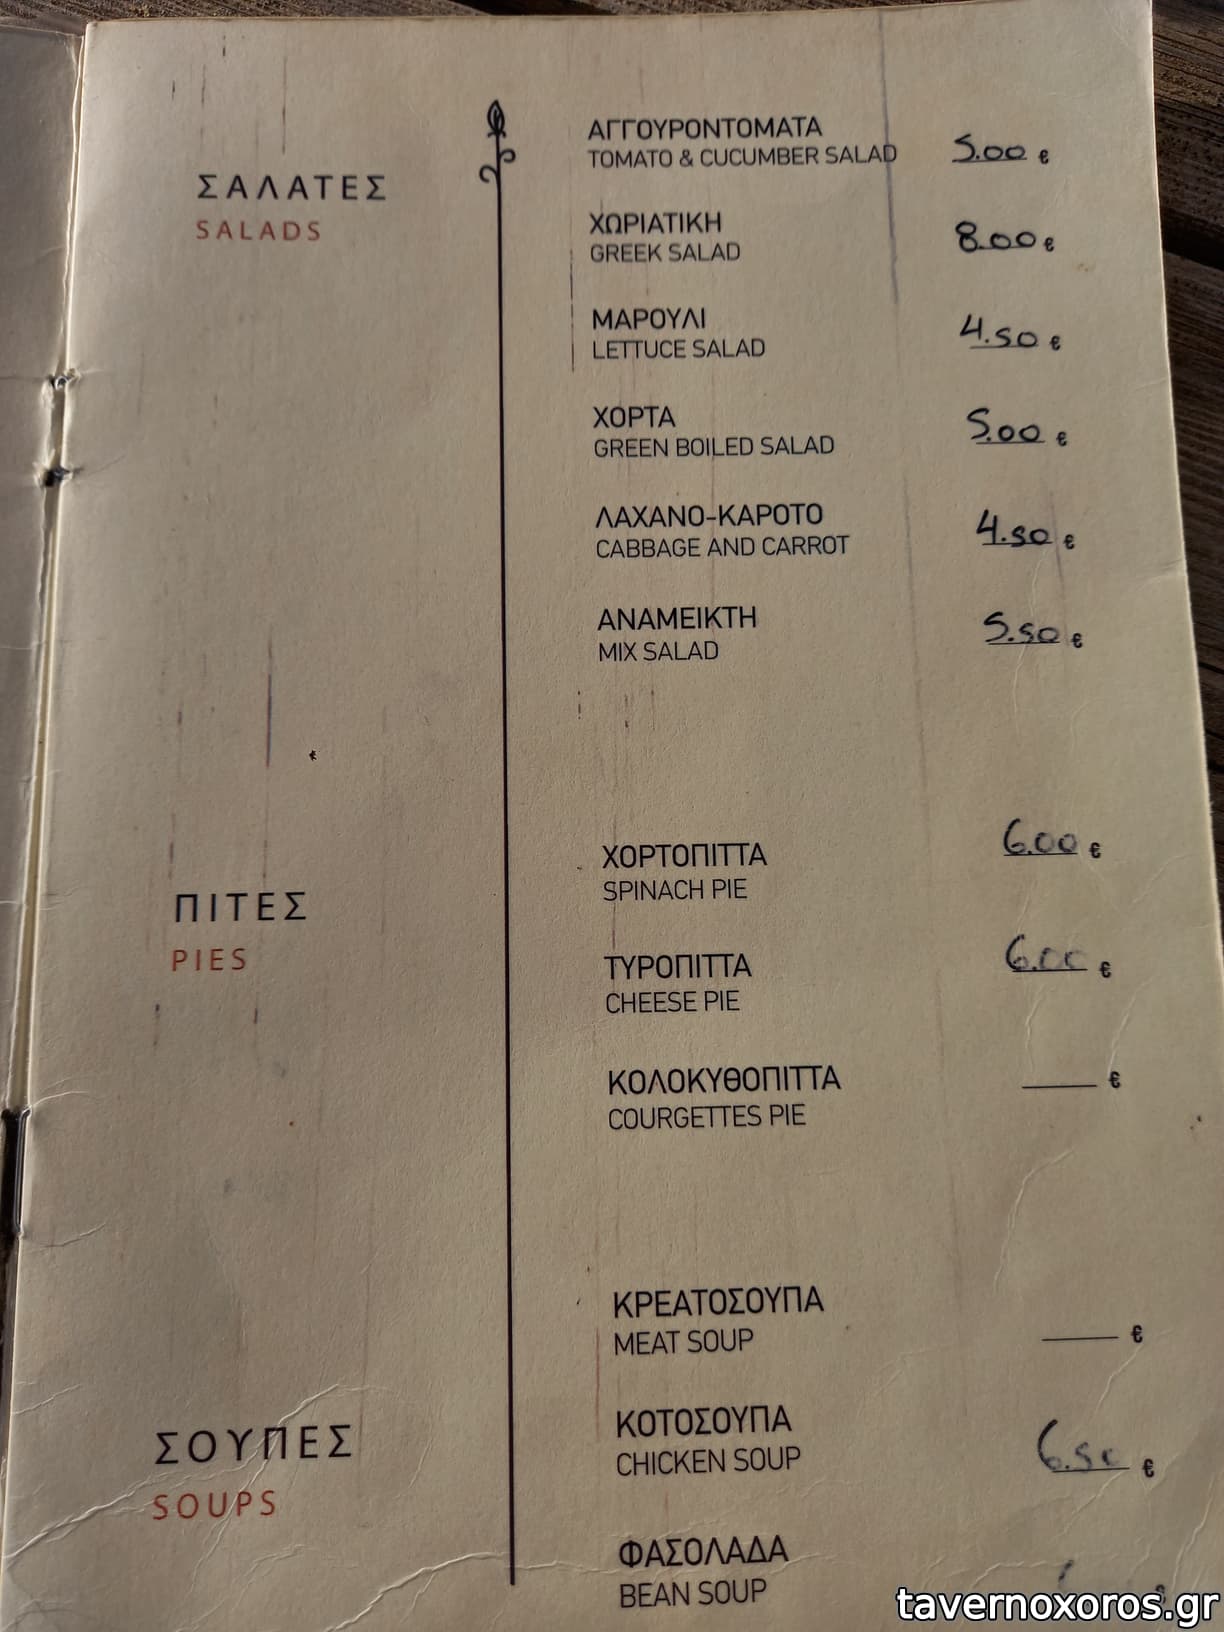 ΣΑΛΑΤΕΣ
SALADS
ΑΓΓΟΥΡΟΝΤΟΜΑΤΑ
TOMATO & CUCUMBER SALAD 5.00 €
ΧΩΡΙΑΤΙΚΗ
GREEK SALAD 8.00 €
ΜΑΡΟΥΛΙ
LETTUCE SALAD 4.50 €
ΧΟΡΤΑ
GREEN BOILED SALAD 5.00 €
ΛΑΧΑΝΟ-ΚΑΡΟΤΟ
CABBAGE AND CARROT 4.50 €
ΑΝΑΜΕΙΚΤΗ
MIX SALAD 5.50 €
ΠΙΤΕΣ
PIES
ΧΟΡΤΟΠΙΤΤΑ 6.00 €
SPINACH PIE
ΤΥΡΟΠΙΤΤΑ 6.00 €
CHEESE PIE
ΚΟΛΟΚΥΘΟΠΙΤΤΑ €
COURGETTES PIE
ΣΟΥΠΕΣ
SOUPS
ΚΡΕΑΤΟΣΟΥΠΑ
MEAT SOUP €
ΚΟΤΟΣΟΥΠΑ
CHICKEN SOUP 6.50 €
ΦΑΣΟΛΑΔΑ
BEAN SOUP
tavernoxoros.gr